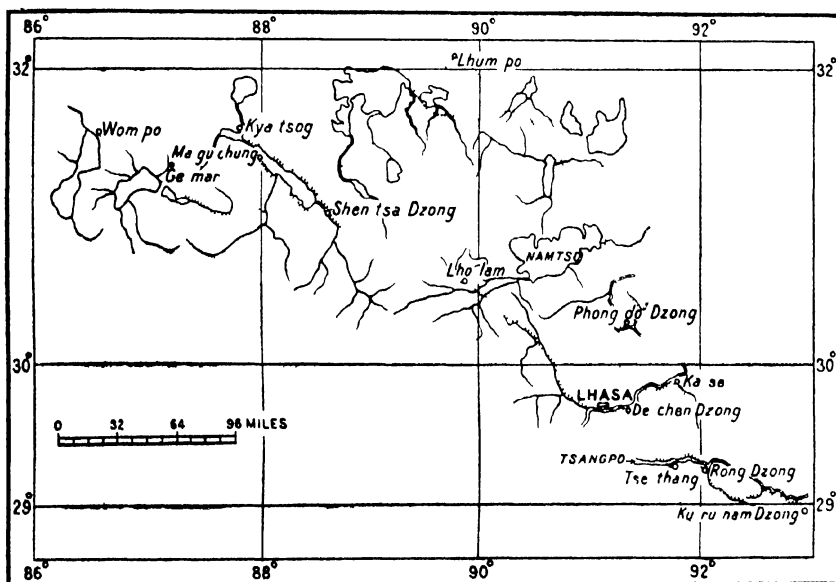 86° 88 90 92
32° °Lhum po 32°
Wom po
Kya tsog
Ma gu chung
Ge mar
Shen tsa Dzong
NAMTSO
Lho lam
Phong do Dzong
30 30°
Ka se
LHASA
De chen Dzong
0 32 64 96 MILES
TSANGPO
Tse thang
Rong Dzong
29° 29°
Ku ru nam Dzong°
86° 88° 90° 92°